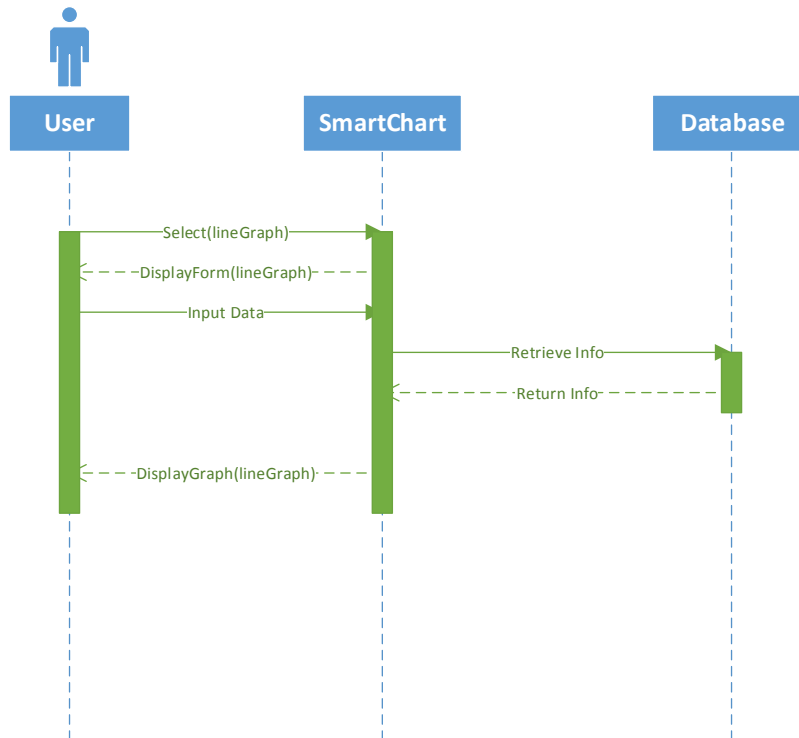 User
SmartChart
Database
Select(lineGraph)
DisplayForm(lineGraph)
Input Data
Retrieve Info
Return Info
DisplayGraph(lineGraph)